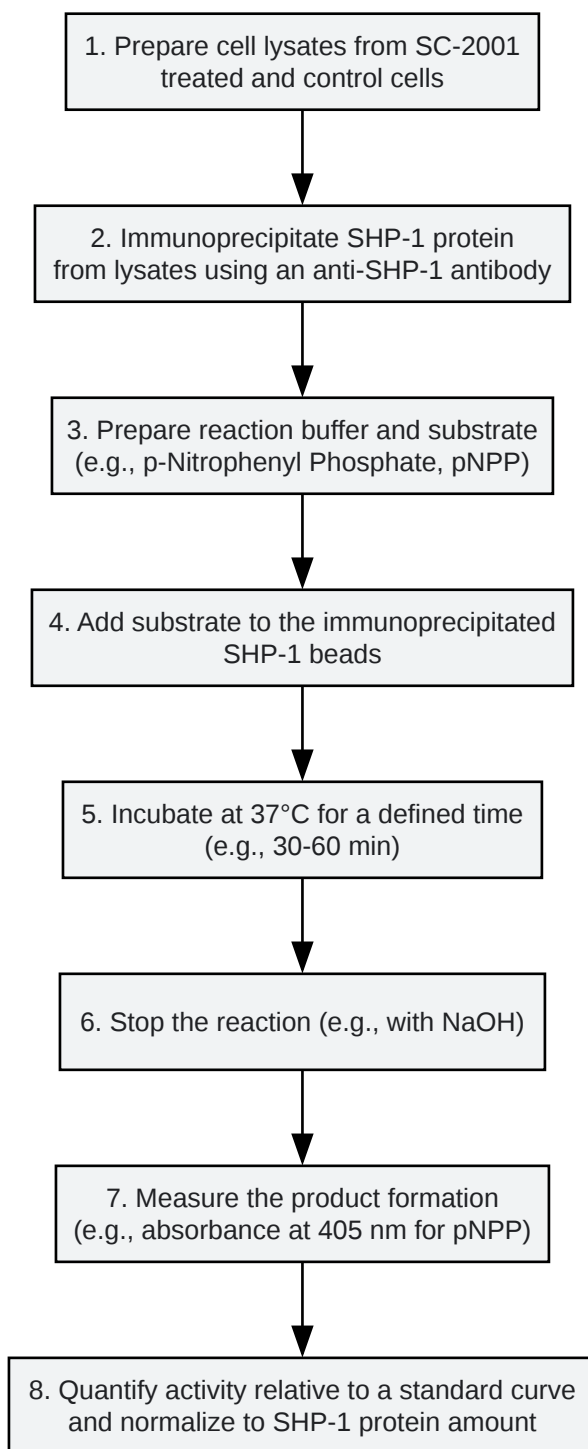 1. Prepare cell lysates from SC-2001
treated and control cells
2. Immunoprecipitate SHP-1 protein
from lysates using an anti-SHP-1 antibody
3. Prepare reaction buffer and substrate
(e.g., p-Nitrophenyl Phosphate, pNPP)
4. Add substrate to the immunoprecipitated
SHP-1 beads
5. Incubate at 37°C for a defined time
(e.g., 30-60 min)
6. Stop the reaction (e.g., with NaOH)
7. Measure the product formation
(e.g., absorbance at 405 nm for pNPP)
8. Quantify activity relative to a standard curve
and normalize to SHP-1 protein amount